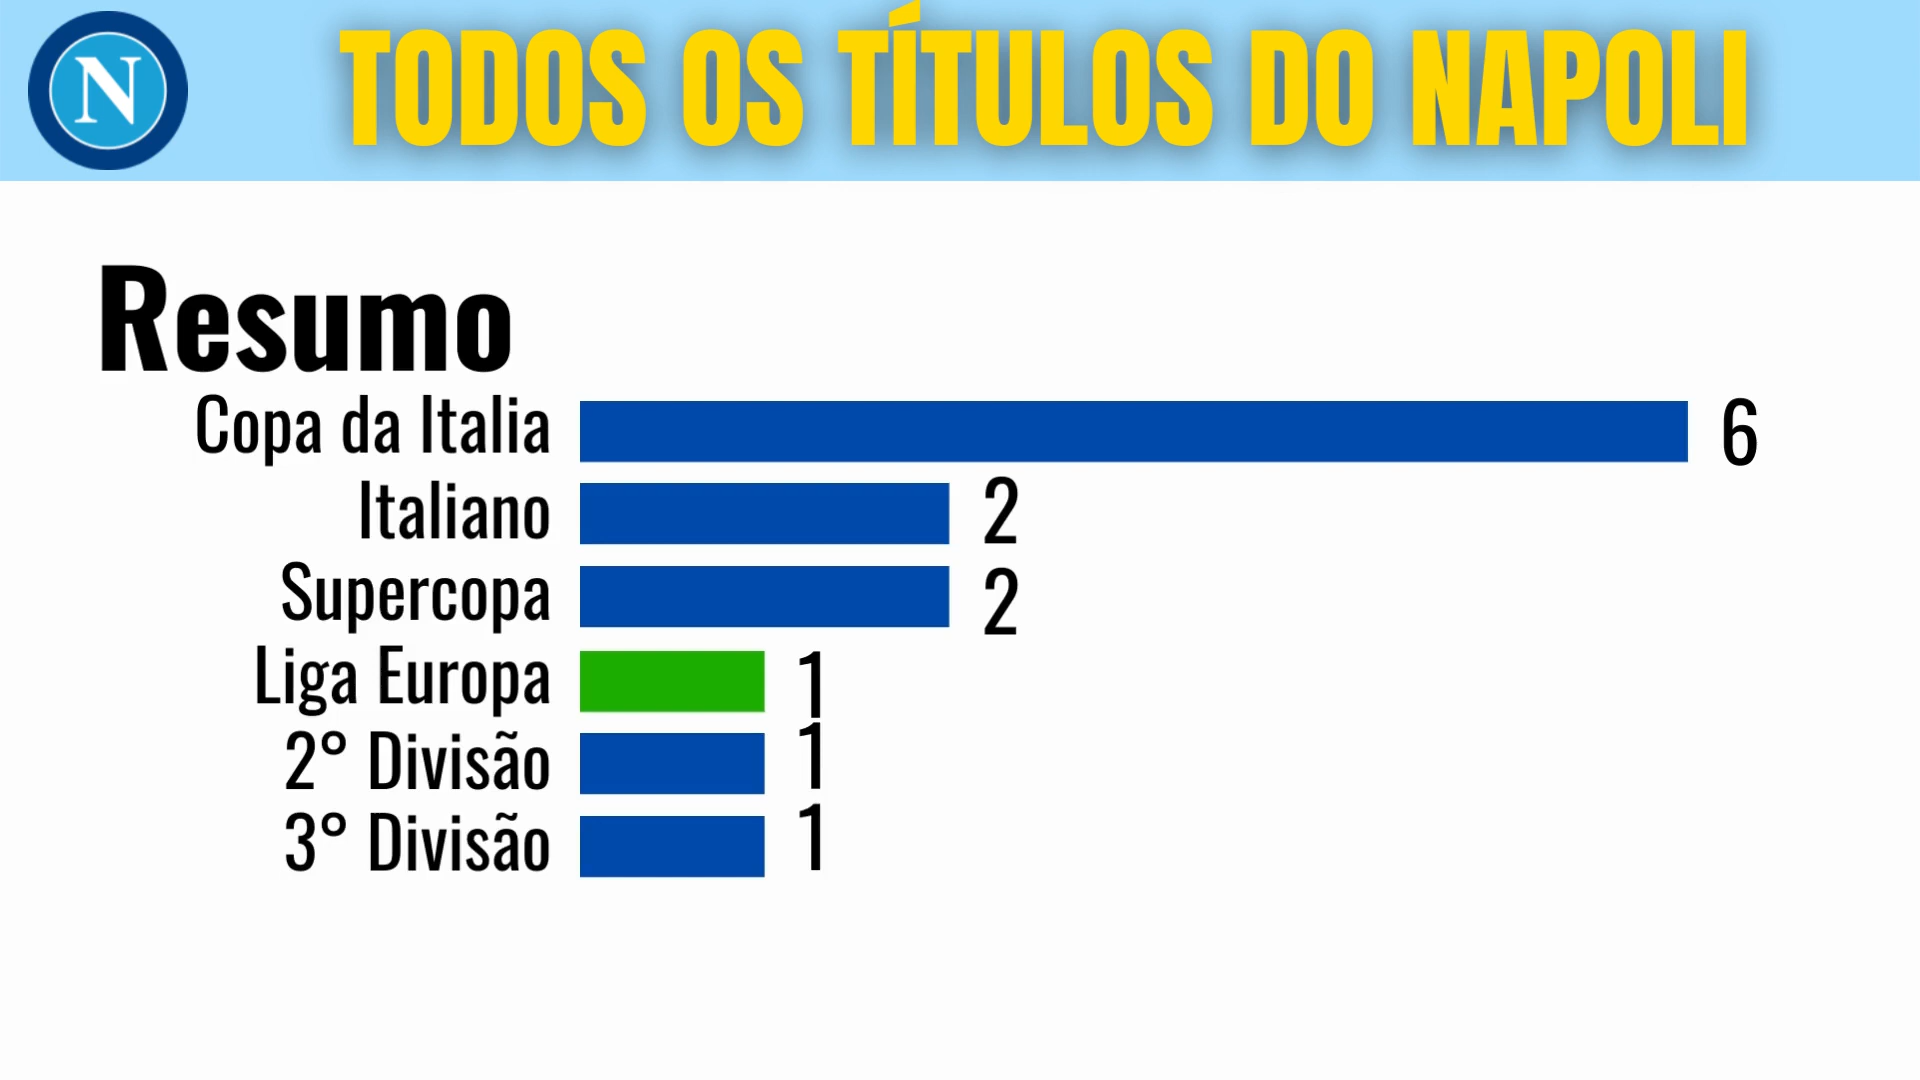 N
TODOS OS TÍTULOS DO NAPOLI
Resumo
Copa da Italia 6
Italiano 2
Supercopa 2
Liga Europa 1
2° Divisão 1
3° Divisão 1